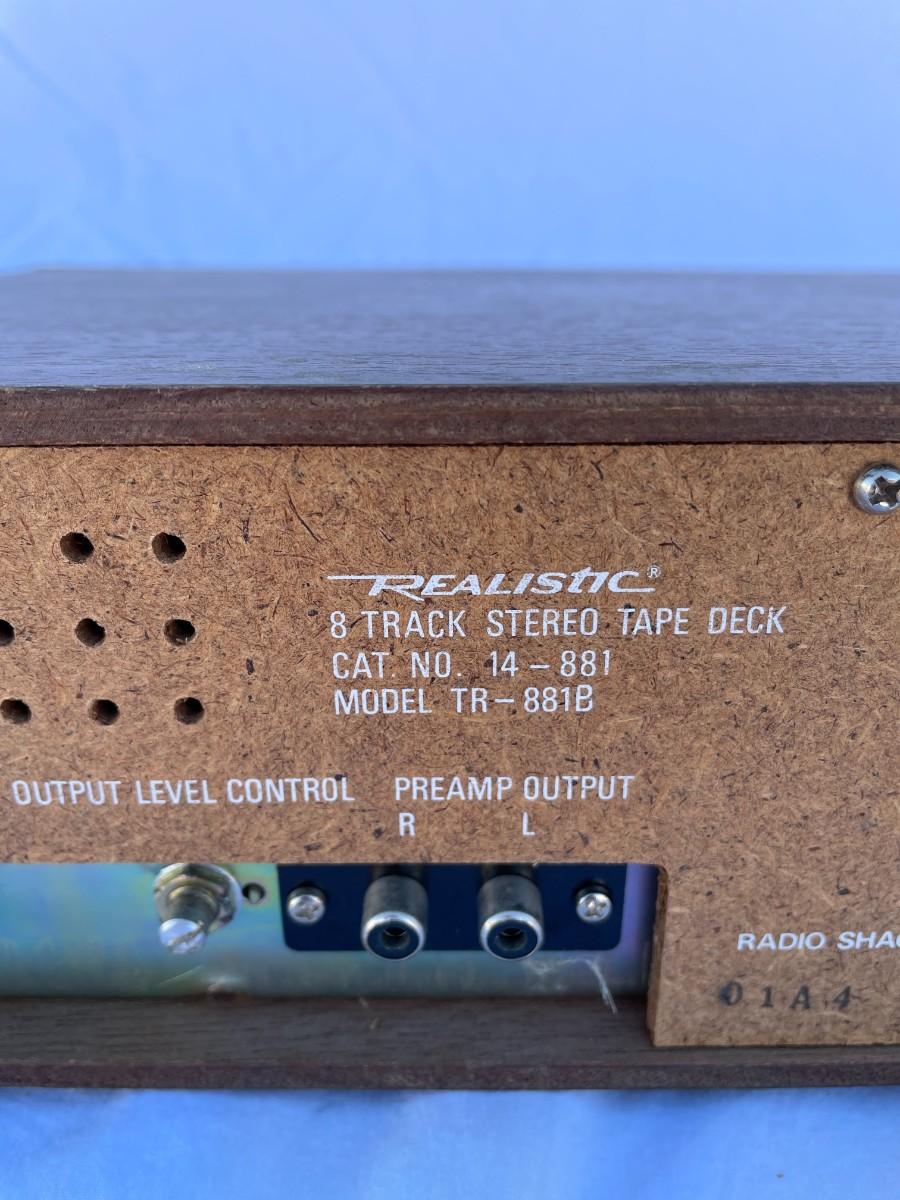 REALISTIC®
8 TRACK STEREO TAPE DECK
CAT. NO. 14-881
MODEL TR-881B
OUTPUT LEVEL CONTROL PREAMP OUTPUT
R L
RADIO
01A4